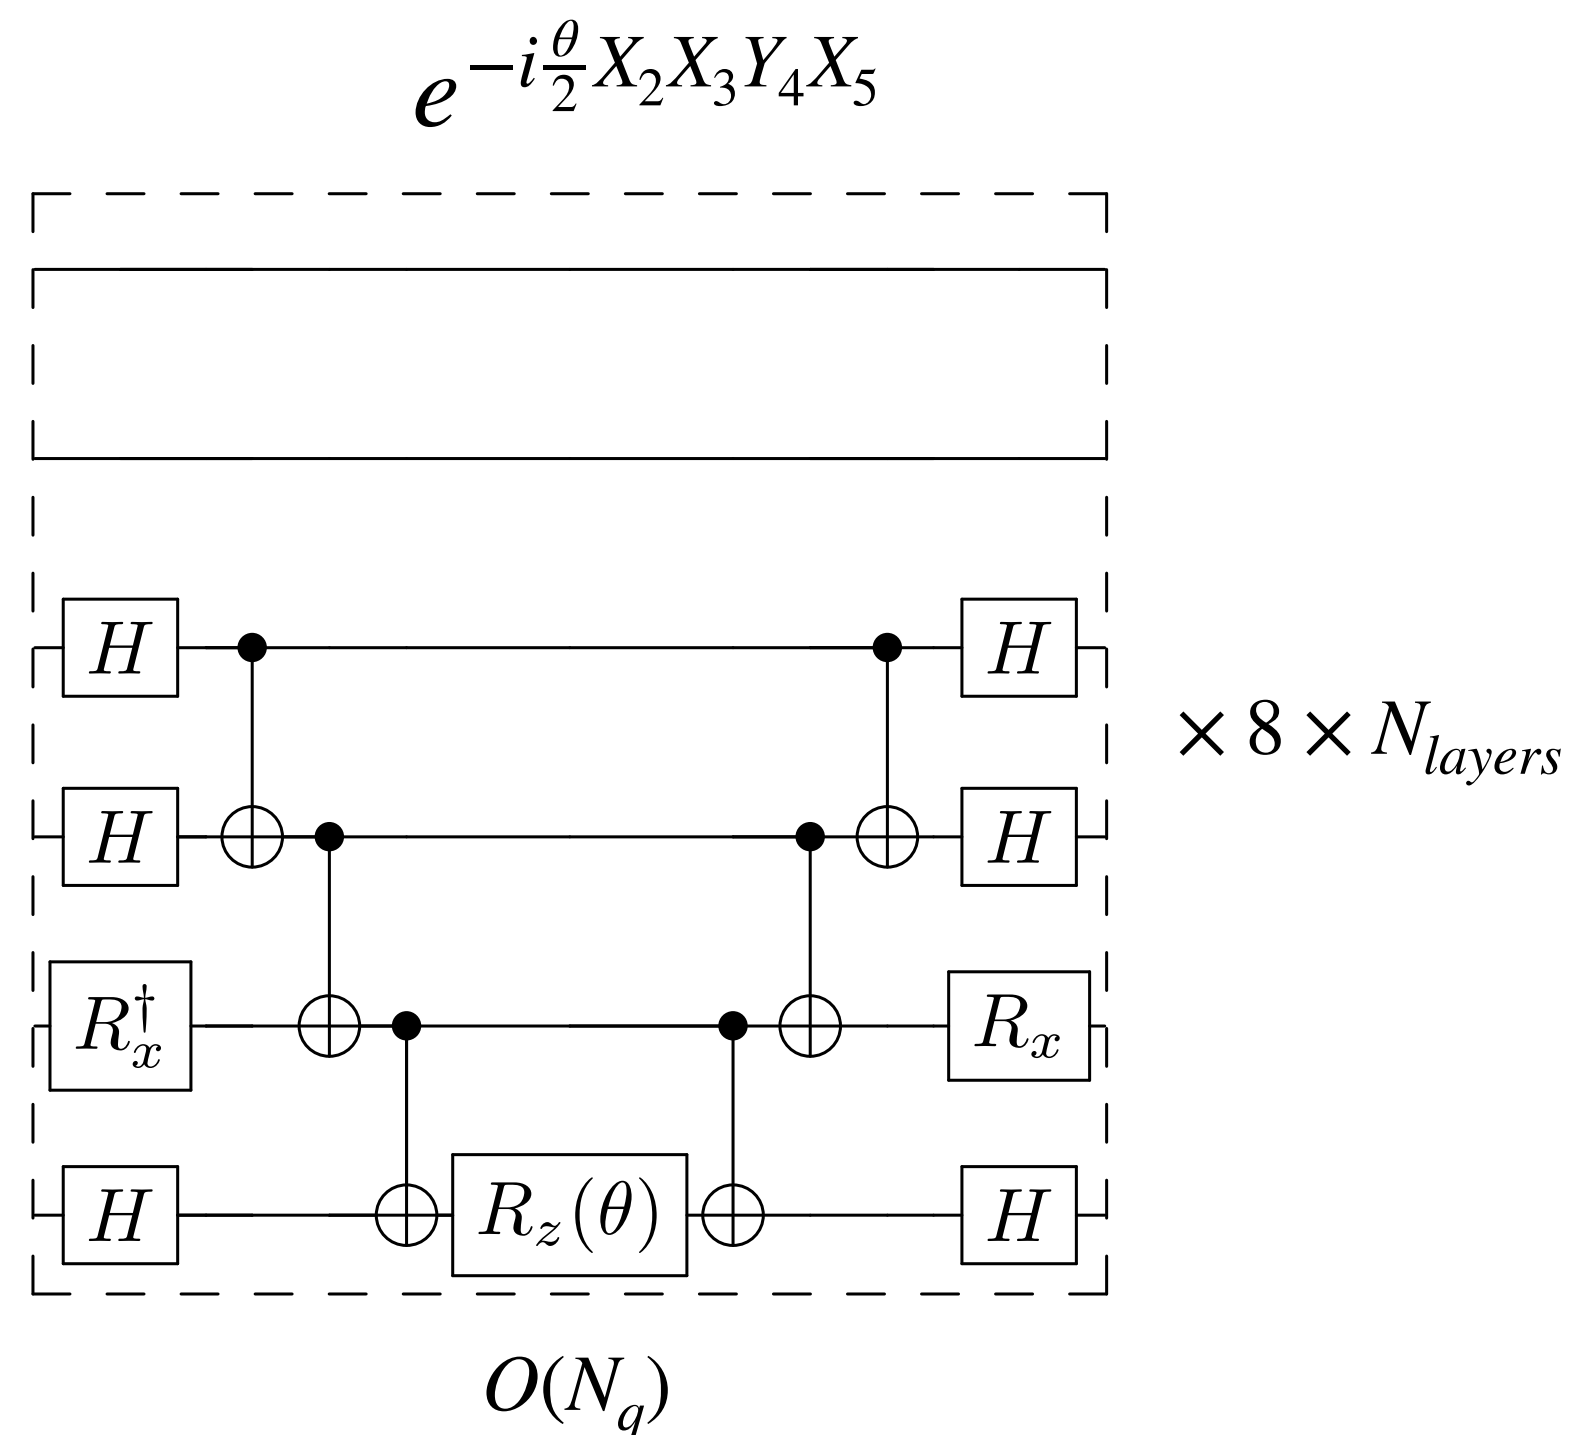 e^{-i\frac{\theta}{2}X_2X_3Y_4X_5}
H H
× 8 × N_{layers}
H H
R_x^† R_x
H R_z(θ) H
O(N_q)